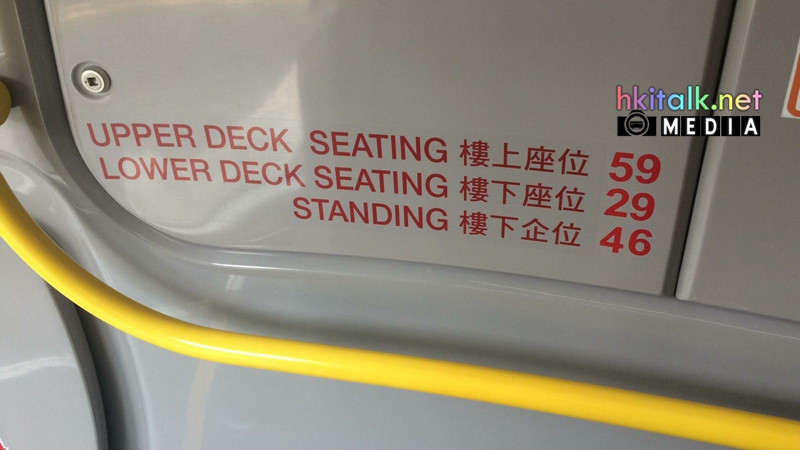 hkitalk.net
MEDIA
UPPER DECK SEATING 樓上座位 59
LOWER DECK SEATING 樓下座位 29
STANDING 樓下企位 46